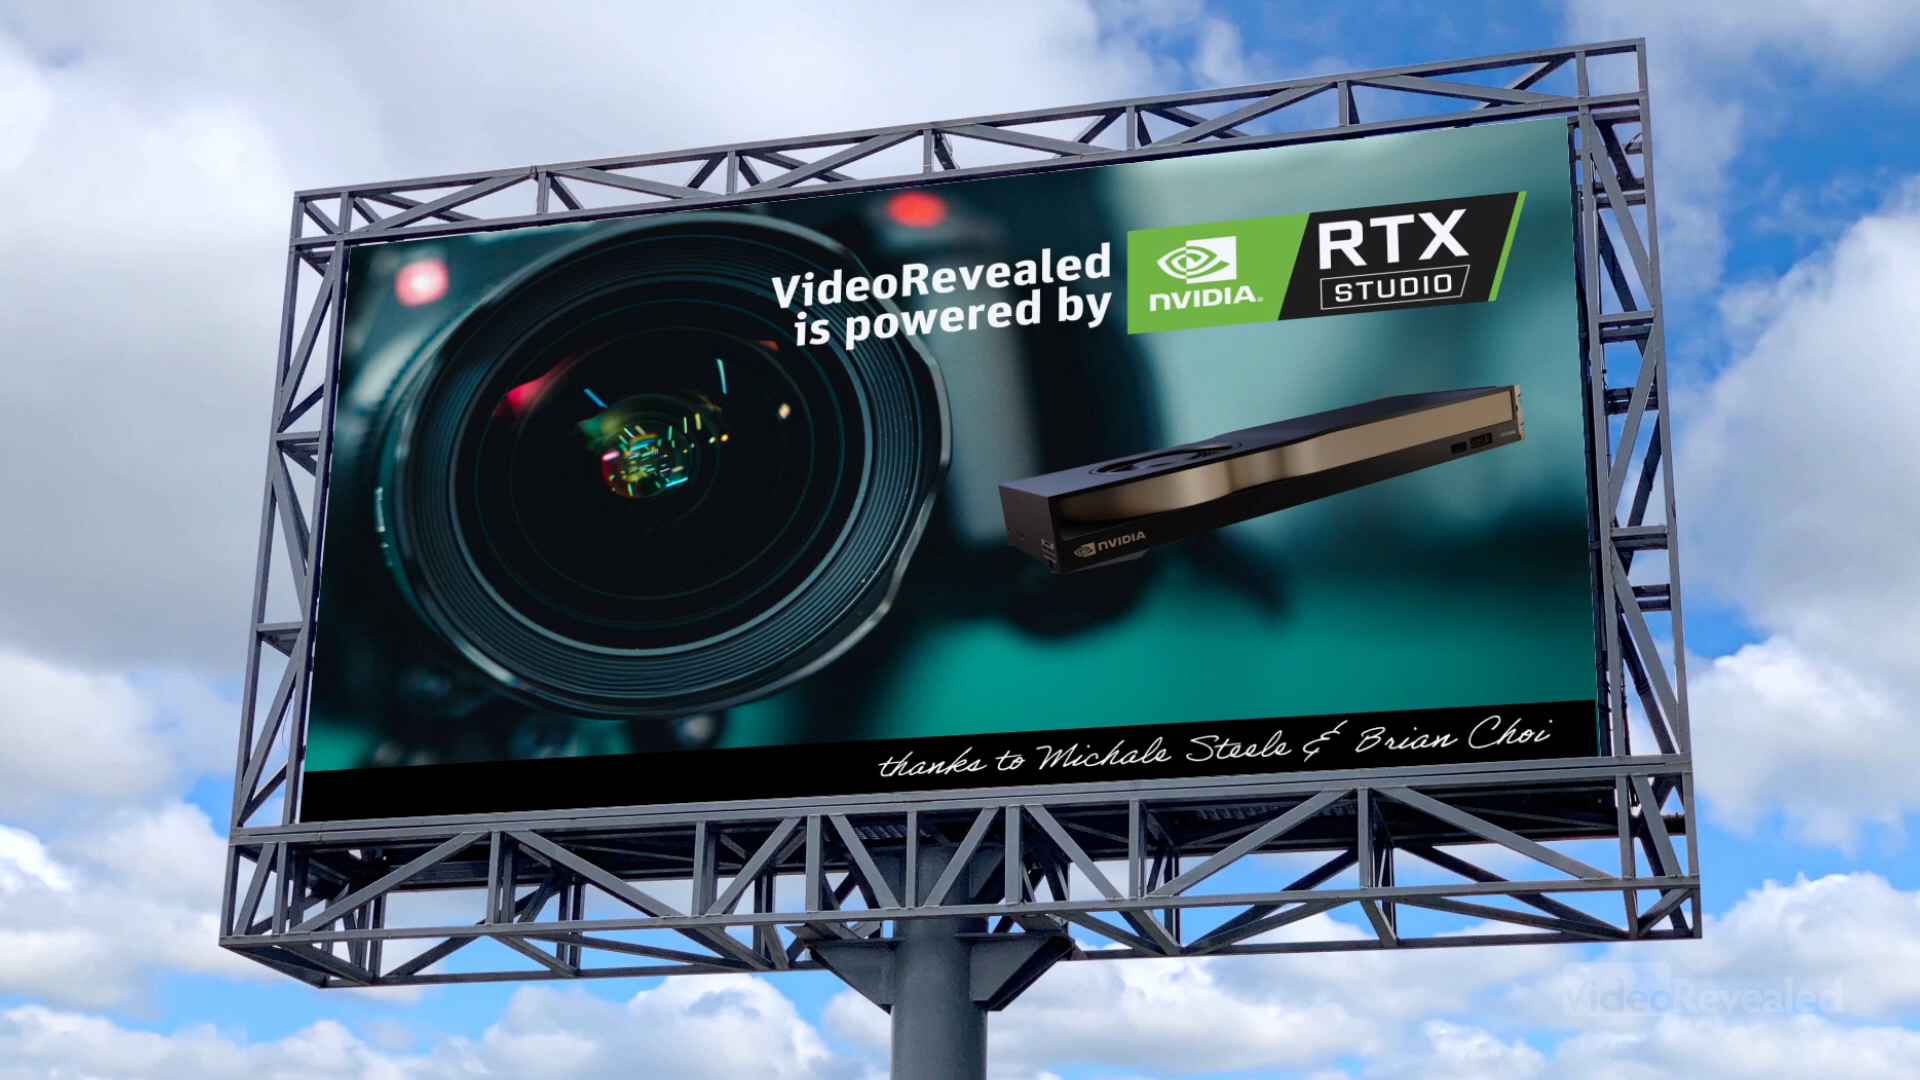 VideoRevealed
is powered by
NVIDIA.
RTX
STUDIO
NVIDIA
thanks to Michale Steele & Brian Choi
VideoRevealed